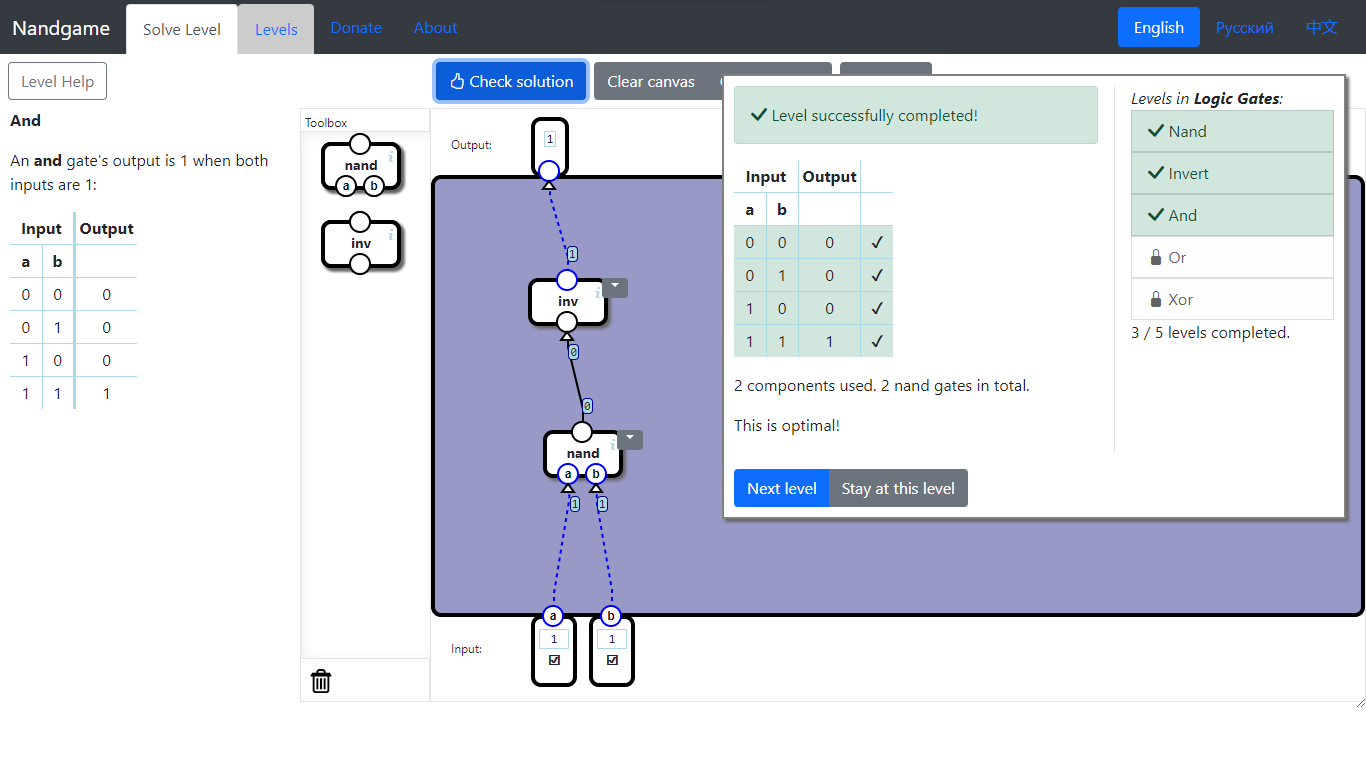 Nandgame Solve Level Levels Donate About English Русский 中文
Level Help
Check solution Clear canvas
And
An and gate's output is 1 when both
inputs are 1:
Input Output
a b
0 0 0
0 1 0
1 0 0
1 1 1
Toolbox
nand
a b
inv
Output:
1
1
inv
0
0
nand
a b
1 1
a b
Input:
1 1
Level successfully completed!
Input Output
a b
0 0 0 ✓
0 1 0 ✓
1 0 0 ✓
1 1 1 ✓
2 components used. 2 nand gates in total.
This is optimal!
Next level Stay at this level
Levels in Logic Gates:
Nand
Invert
And
Or
Xor
3 / 5 levels completed.